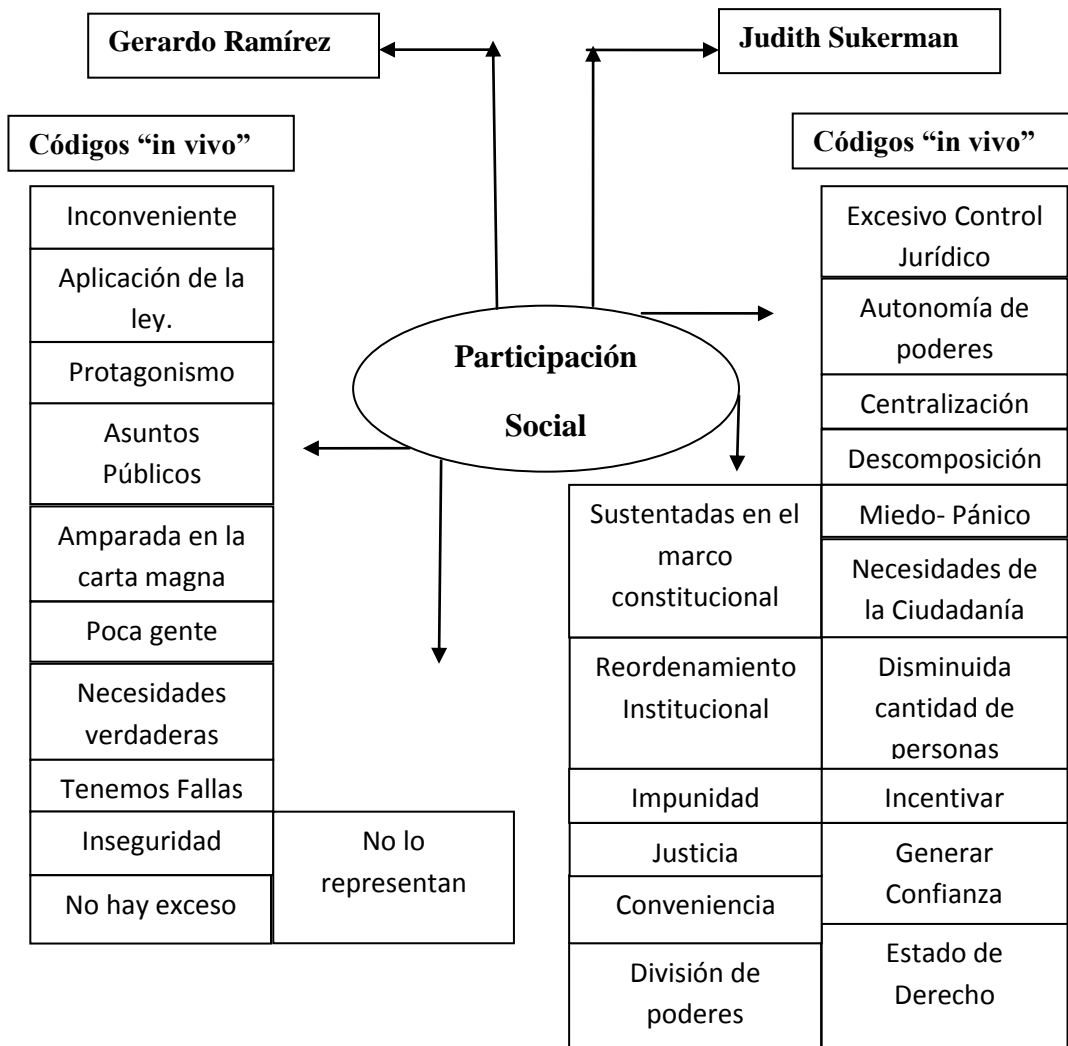 Gerardo Ramírez
Judith Sukerman
Códigos “in vivo”
Inconveniente
Aplicación de la
ley.
Protagonismo
Asuntos
Públicos
Amparada en la
carta magna
Poca gente
Necesidades
verdaderas
Tenemos Fallas
Inseguridad
No hay exceso
No lo
representan
Participación
Social
Códigos “in vivo”
Excesivo Control
Jurídico
Autonomía de
poderes
Centralización
Descomposición
Miedo- Pánico
Necesidades de
la Ciudadanía
Disminuida
cantidad de
personas
Incentivar
Generar
Confianza
Estado de
Derecho
Sustentadas en el
marco
constitucional
Reordenamiento
Institucional
Impunidad
Justicia
Conveniencia
División de
poderes